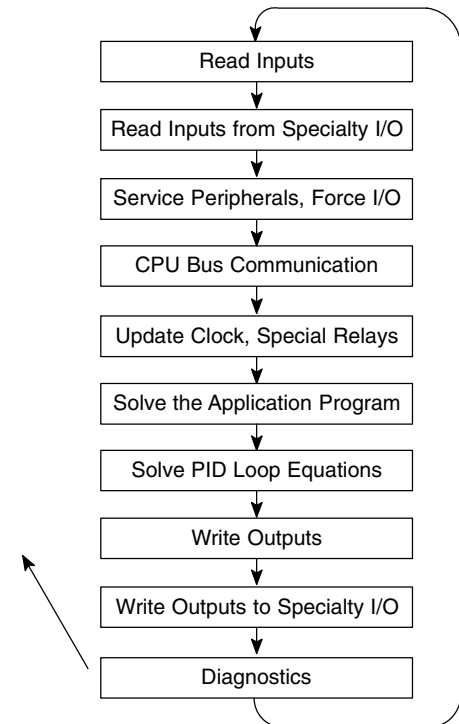 Read Inputs
Read Inputs from Specialty I/O
Service Peripherals, Force I/O
CPU Bus Communication
Update Clock, Special Relays
Solve the Application Program
Solve PID Loop Equations
Write Outputs
Write Outputs to Specialty I/O
Diagnostics